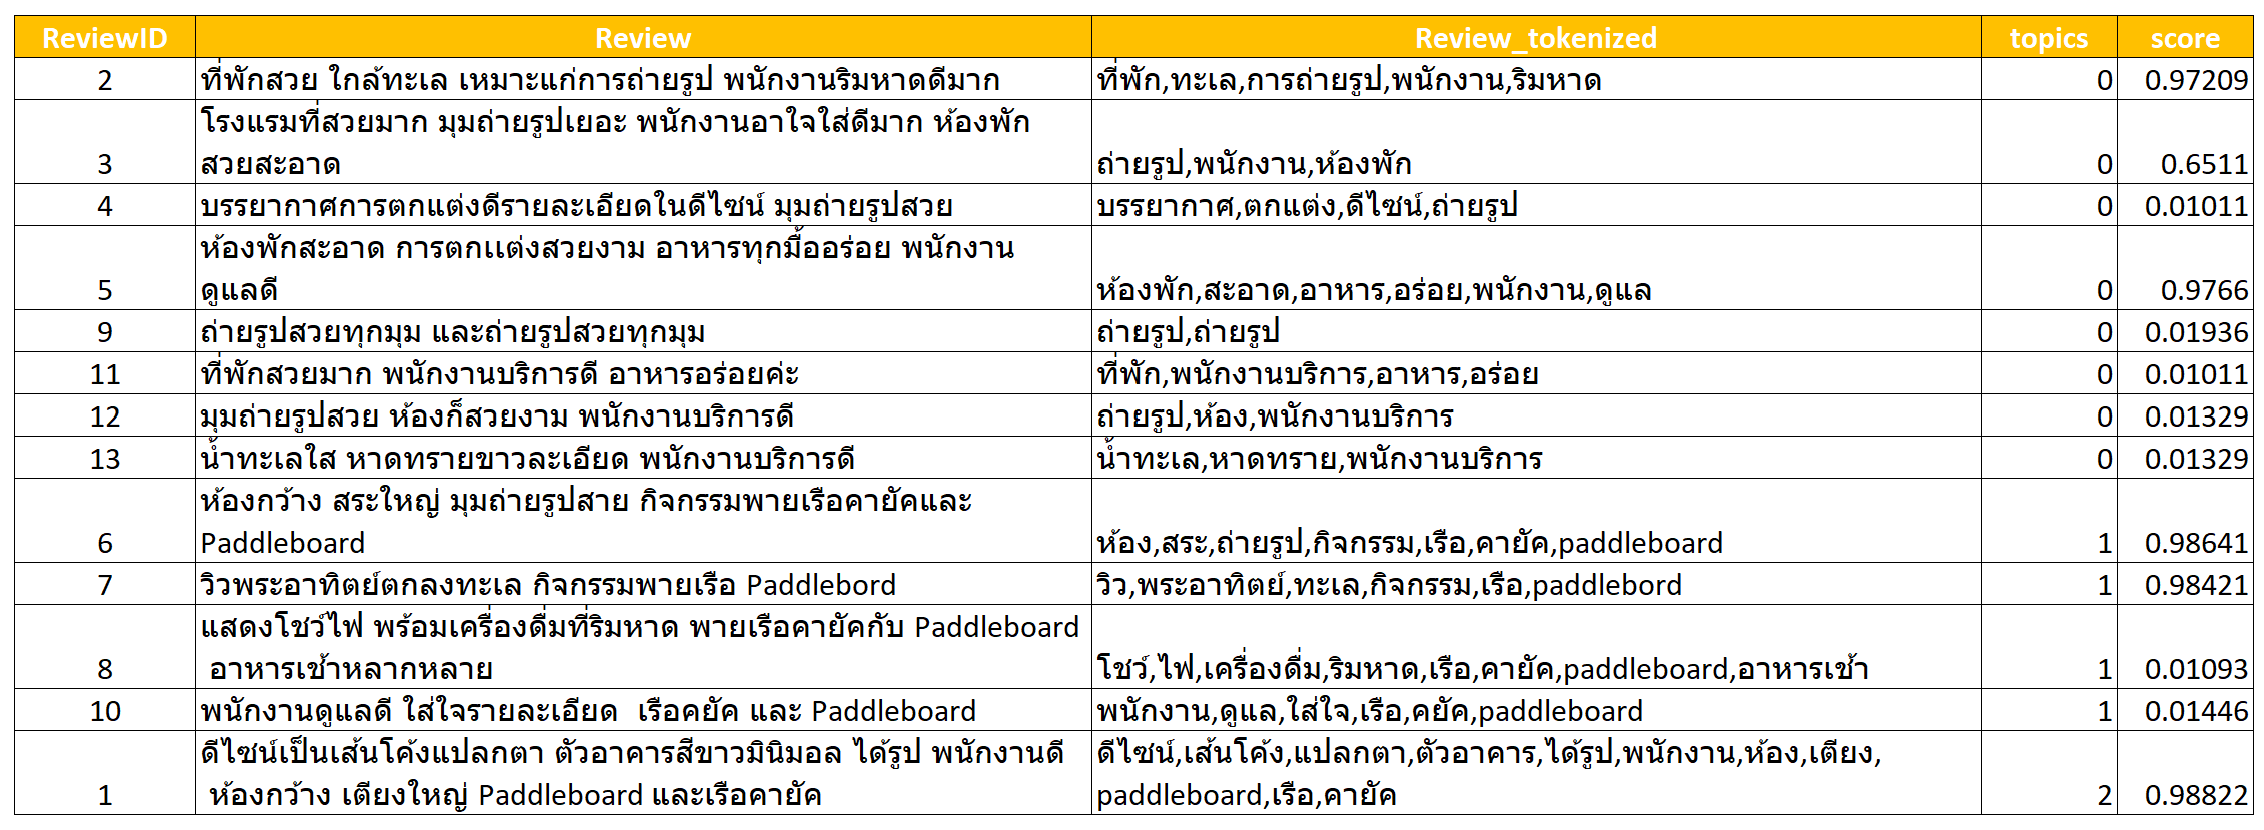 ReviewID Review Review_tokenized topics score
2 ที่พักสวย ใกล้ทะเล เหมาะแก่การถ่ายรูป พนักงานริมหาดดีมาก ที่พัก,ทะเล,การถ่ายรูป,พนักงาน,ริมหาด 0 0.97209
โรงแรมที่สวยมาก มุมถ่ายรูปเยอะ พนักงานอาใจใส่ดีมาก ห้องพัก
3 สวยสะอาด ถ่ายรูป,พนักงาน,ห้องพัก 0 0.6511
4 บรรยากาศการตกแต่งดีรายละเอียดในดีไซน์ มุมถ่ายรูปสวย บรรยากาศ,ตกแต่ง,ดีไซน์,ถ่ายรูป 0 0.01011
ห้องพักสะอาด การตกเเต่งสวยงาม อาหารทุกมื้ออร่อย พนักงาน
5 ดูแลดี ห้องพัก,สะอาด,อาหาร,อร่อย,พนักงาน,ดูแล 0 0.9766
9 ถ่ายรูปสวยทุกมุม และถ่ายรูปสวยทุกมุม ถ่ายรูป,ถ่ายรูป 0 0.01936
11 ที่พักสวยมาก พนักงานบริการดี อาหารอร่อยค่ะ ที่พัก,พนักงานบริการ,อาหาร,อร่อย 0 0.01011
12 มุมถ่ายรูปสวย ห้องก็สวยงาม พนักงานบริการดี ถ่ายรูป,ห้อง,พนักงานบริการ 0 0.01329
13 น้ำทะเลใส หาดทรายขาวละเอียด พนักงานบริการดี น้ำทะเล,หาดทราย,พนักงานบริการ 0 0.01329
ห้องกว้าง สระใหญ่ มุมถ่ายรูปสาย กิจกรรมพายเรือคายัคและ
6 Paddleboard ห้อง,สระ,ถ่ายรูป,กิจกรรม,เรือ,คายัค,paddleboard 1 0.98641
7 วิวพระอาทิตย์ตกลงทะเล กิจกรรมพายเรือ Paddlebord วิว,พระอาทิตย์,ทะเล,กิจกรรม,เรือ,paddlebord 1 0.98421
แสดงโชว์ไฟ พร้อมเครื่องดื่มที่ริมหาด พายเรือคายัคกับ Paddleboard
8 อาหารเช้าหลากหลาย โชว์,ไฟ,เครื่องดื่ม,ริมหาด,เรือ,คายัค,paddleboard,อาหารเช้า 1 0.01093
10 พนักงานดูแลดี ใส่ใจรายละเอียด เรือคยัค และ Paddleboard พนักงาน,ดูแล,ใส่ใจ,เรือ,คยัค,paddleboard 1 0.01446
ดีไซน์เป็นเส้นโค้งแปลกตา ตัวอาคารสีขาวมินิมอล ได้รูป พนักงานดี ดีไซน์,เส้นโค้ง,แปลกตา,ตัวอาคาร,ได้รูป,พนักงาน,ห้อง,เตียง,
1 ห้องกว้าง เตียงใหญ่ Paddleboard และเรือคายัค paddleboard,เรือ,คายัค 2 0.98822